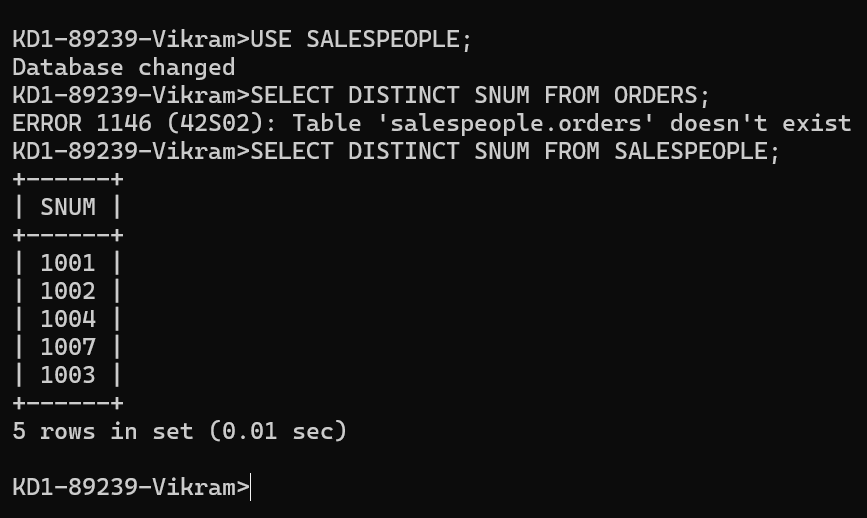 KD1-89239-Vikram>USE SALESPEOPLE;
Database changed
KD1-89239-Vikram>SELECT DISTINCT SNUM FROM ORDERS;
ERROR 1146 (42S02): Table 'salespeople.orders' doesn't exist
KD1-89239-Vikram>SELECT DISTINCT SNUM FROM SALESPEOPLE;
+------+
| SNUM |
+------+
| 1001 |
| 1002 |
| 1004 |
| 1007 |
| 1003 |
+------+
5 rows in set (0.01 sec)
KD1-89239-Vikram>